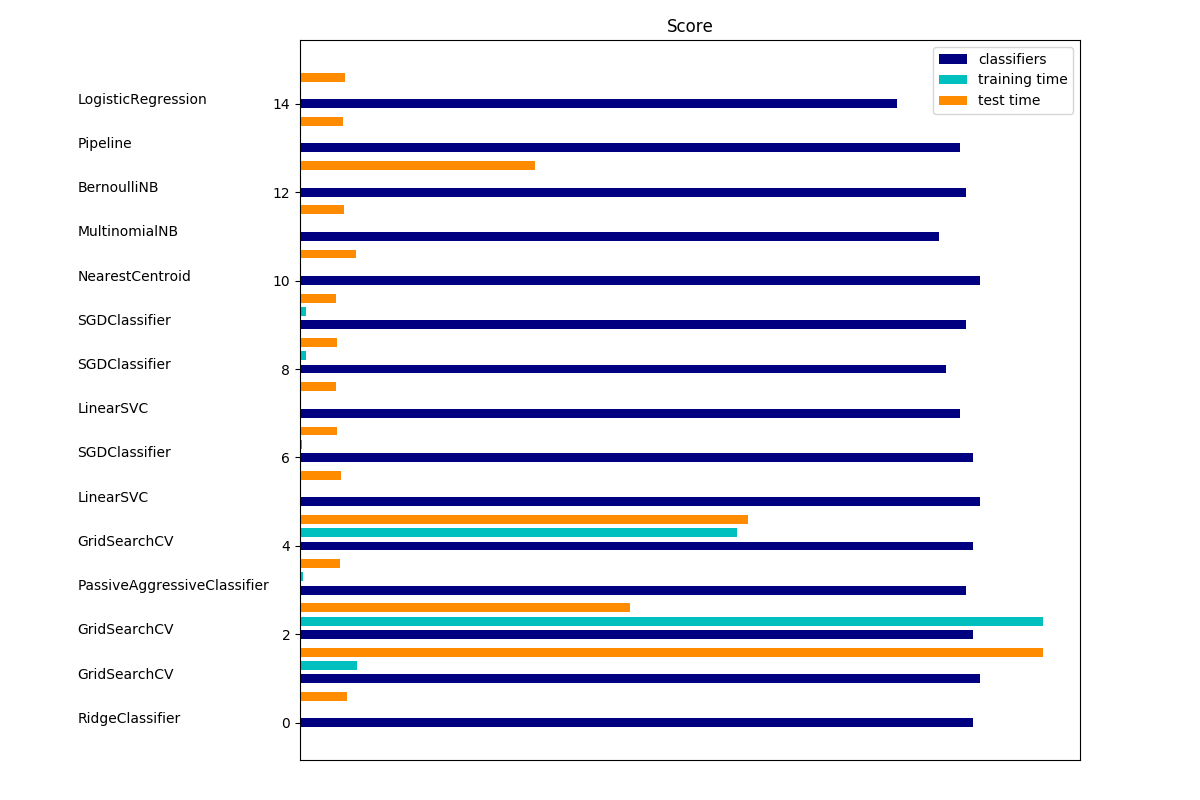 Score
classifiers
training time
test time
LogisticRegression
14
Pipeline
BernoulliNB
12
MultinomialNB
NearestCentroid
10
SGDClassifier
SGDClassifier
8
LinearSVC
SGDClassifier
6
LinearSVC
GridSearchCV
4
PassiveAggressiveClassifier
GridSearchCV
2
GridSearchCV
RidgeClassifier
0